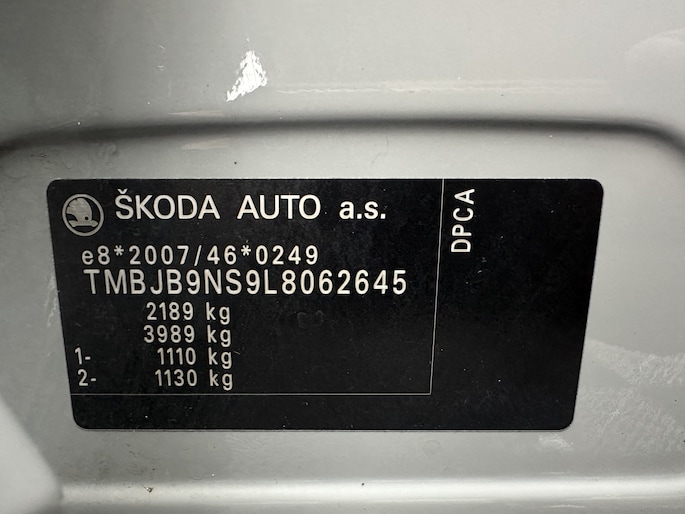 ŠKODA AUTO a.s.
e8*2007/46*0249
TMBJB9NS9L8062645
2189 kg
3989 kg
1- 1110 kg
2- 1130 kg
DPCA